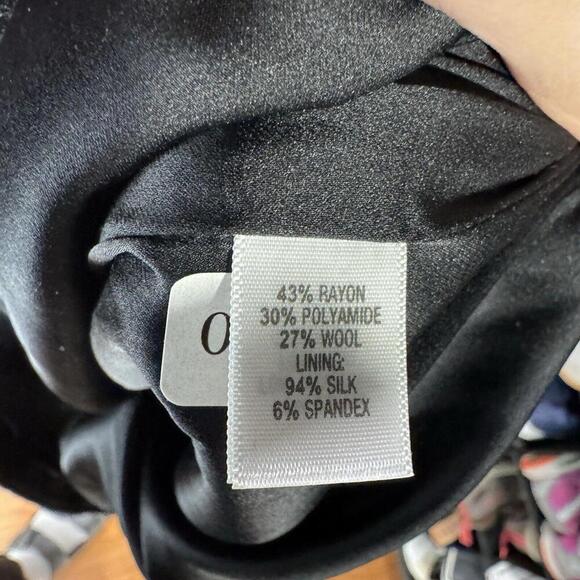 43% RAYON
30% POLYAMIDE
27% WOOL
LINING:
94% SILK
6% SPANDEX